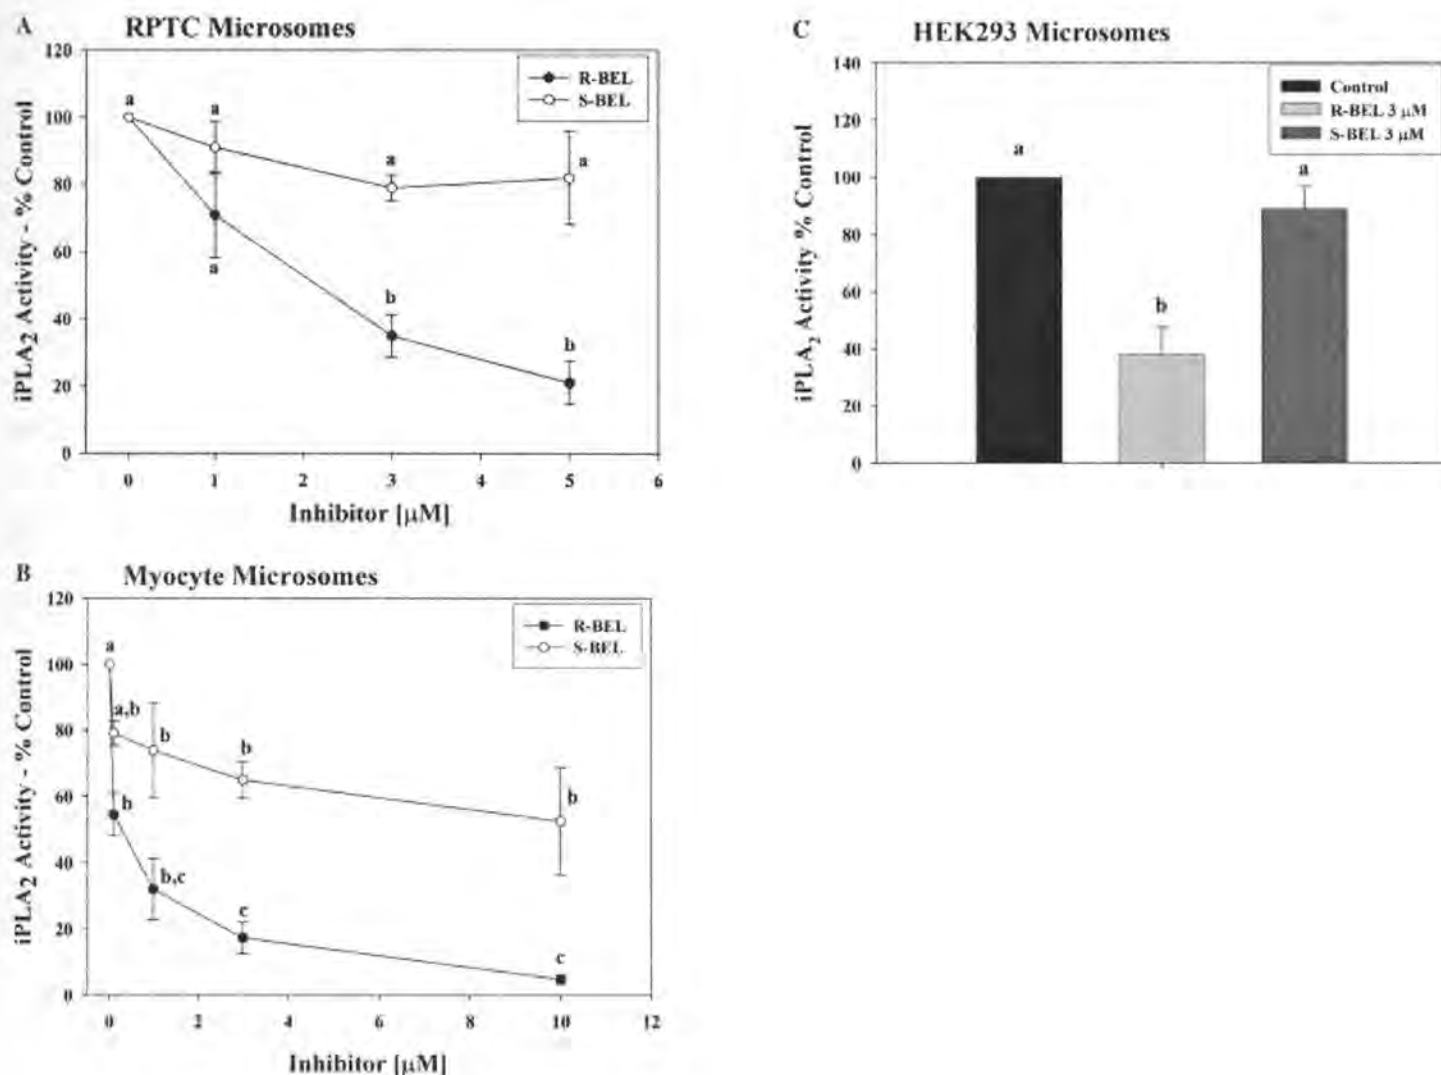 A
RPTC Microsomes
120
100
80
60
40
20
0
iPLA2 Activity - % Control
R-BEL
S-BEL
a
a
a
a
a
b
b
0 1 2 3 4 5 6
Inhibitor [µM]
B
Myocyte Microsomes
120
100
80
60
40
20
0
iPLA2 Activity - % Control
R-BEL
S-BEL
a
a,b
b
b
b
b
b,c
c
c
0 2 4 6 8 10 12
Inhibitor [µM]
C
HEK293 Microsomes
140
120
100
80
60
40
20
0
iPLA2 Activity % Control
Control
R-BEL 3 µM
S-BEL 3 µM
a
b
a